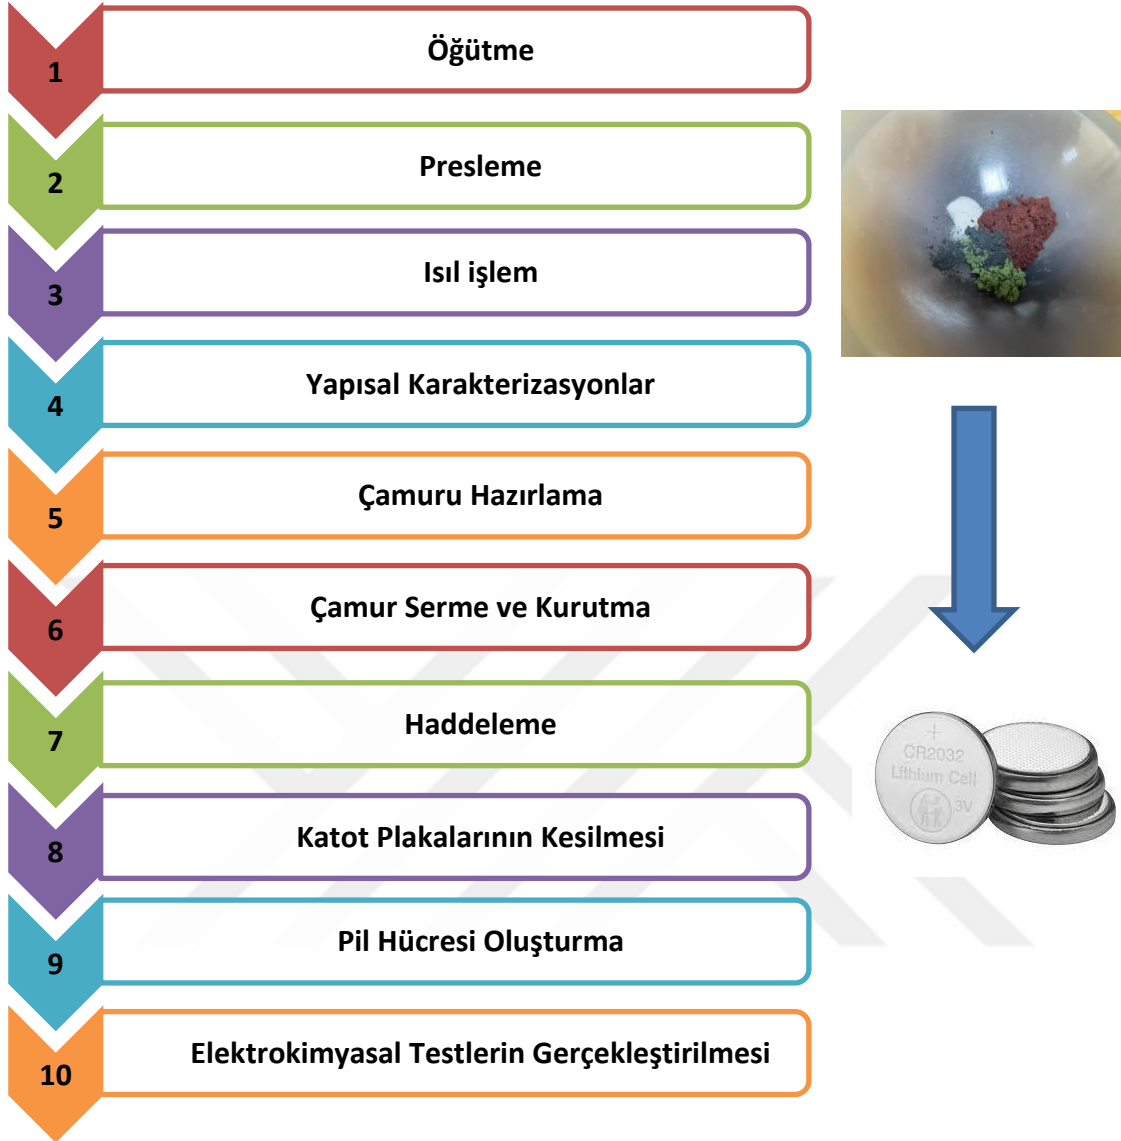 1
Öğütme
2
Presleme
3
Isıl işlem
4
Yapısal Karakterizasyonlar
5
Çamuru Hazırlama
6
Çamur Serme ve Kurutma
7
Haddeleme
8
Katot Plakalarının Kesilmesi
9
Pil Hücresi Oluşturma
10
Elektrokimyasal Testlerin Gerçekleştirilmesi
+
CR2032
Lithium Cell
3V